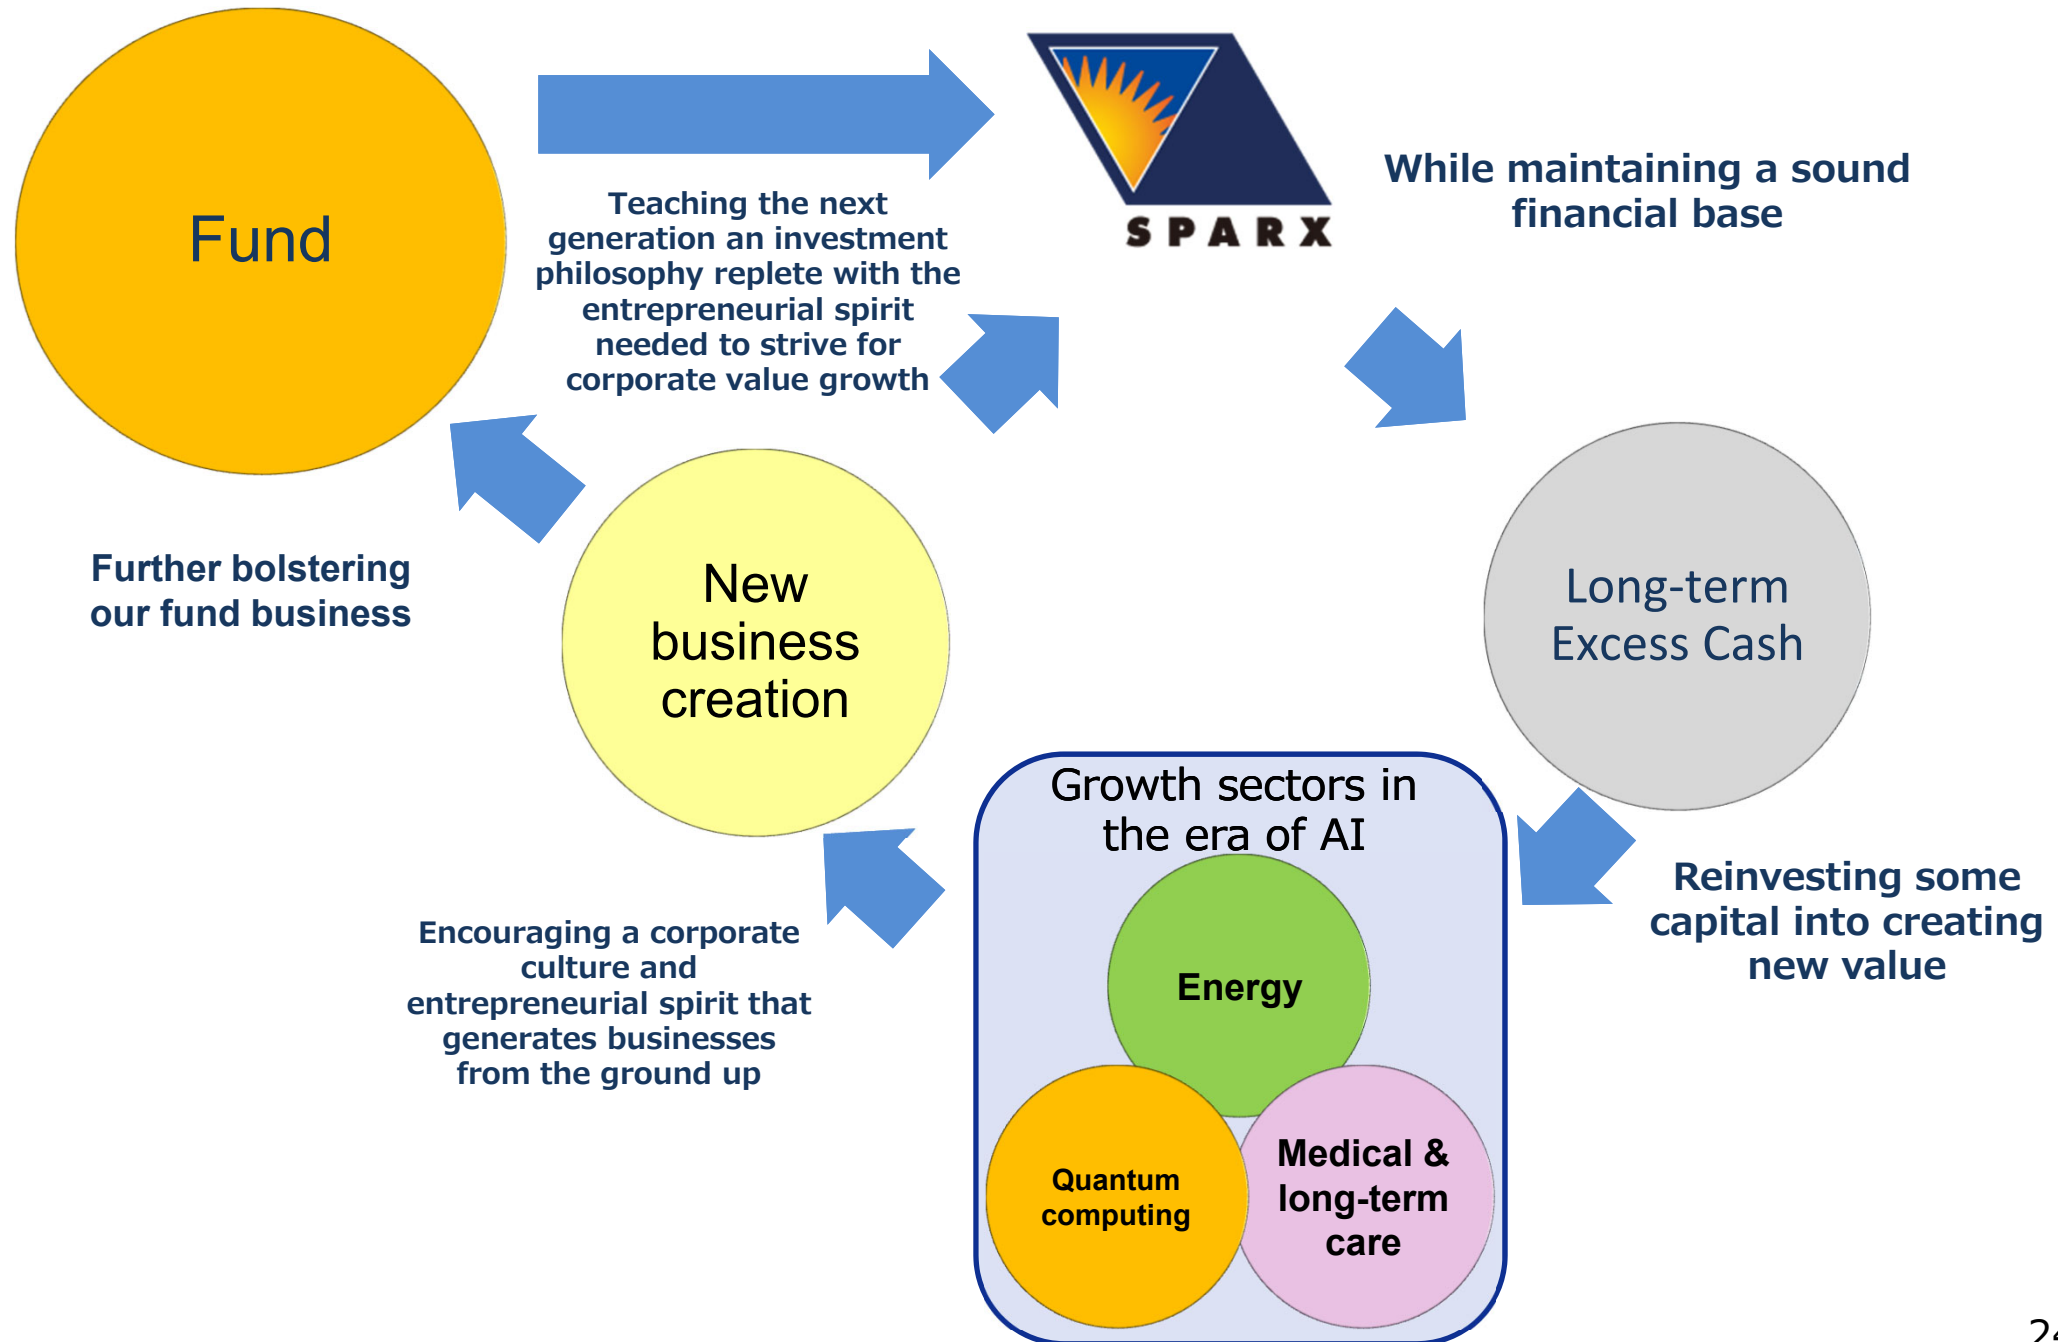 Fund
Teaching the next
generation an investment
philosophy replete with the
entrepreneurial spirit
needed to strive for
corporate value growth
SPARX
While maintaining a sound
financial base
Further bolstering
our fund business
New
business
creation
Long-term
Excess Cash
Growth sectors in
the era of AI
Energy
Quantum
computing
Medical &
long-term
care
Encouraging a corporate
culture and
entrepreneurial spirit that
generates businesses
from the ground up
Reinvesting some
capital into creating
new value